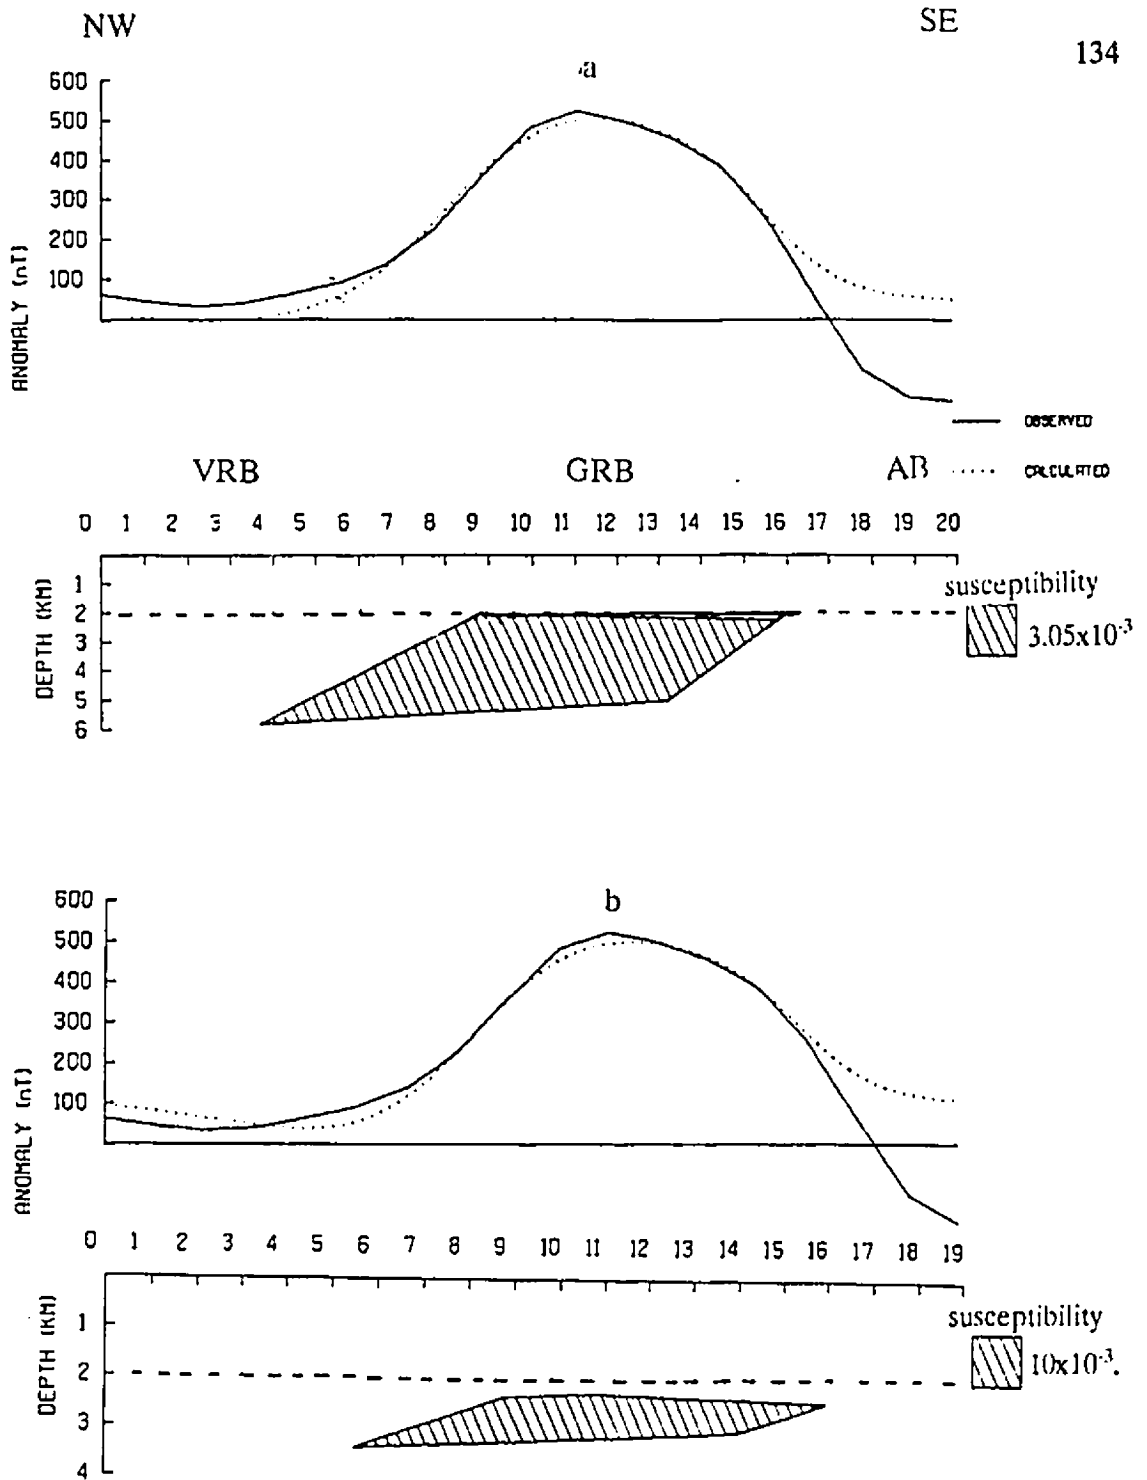 NW SE
134
a
600
500
400
300
200
100
ANOMALY (nT)
OBSERVED
VRB GRB AB CALCULATED
0 1 2 3 4 5 6 7 8 9 10 11 12 13 14 15 16 17 18 19 20
DEPTH (KM)
1
2
3
4
5
6
susceptibility
3.05x10-3
b
600
500
400
300
200
100
ANOMALY (nT)
0 1 2 3 4 5 6 7 8 9 10 11 12 13 14 15 16 18 19
DEPTH (KM)
1
2
3
4
susceptibility
10x10-3.